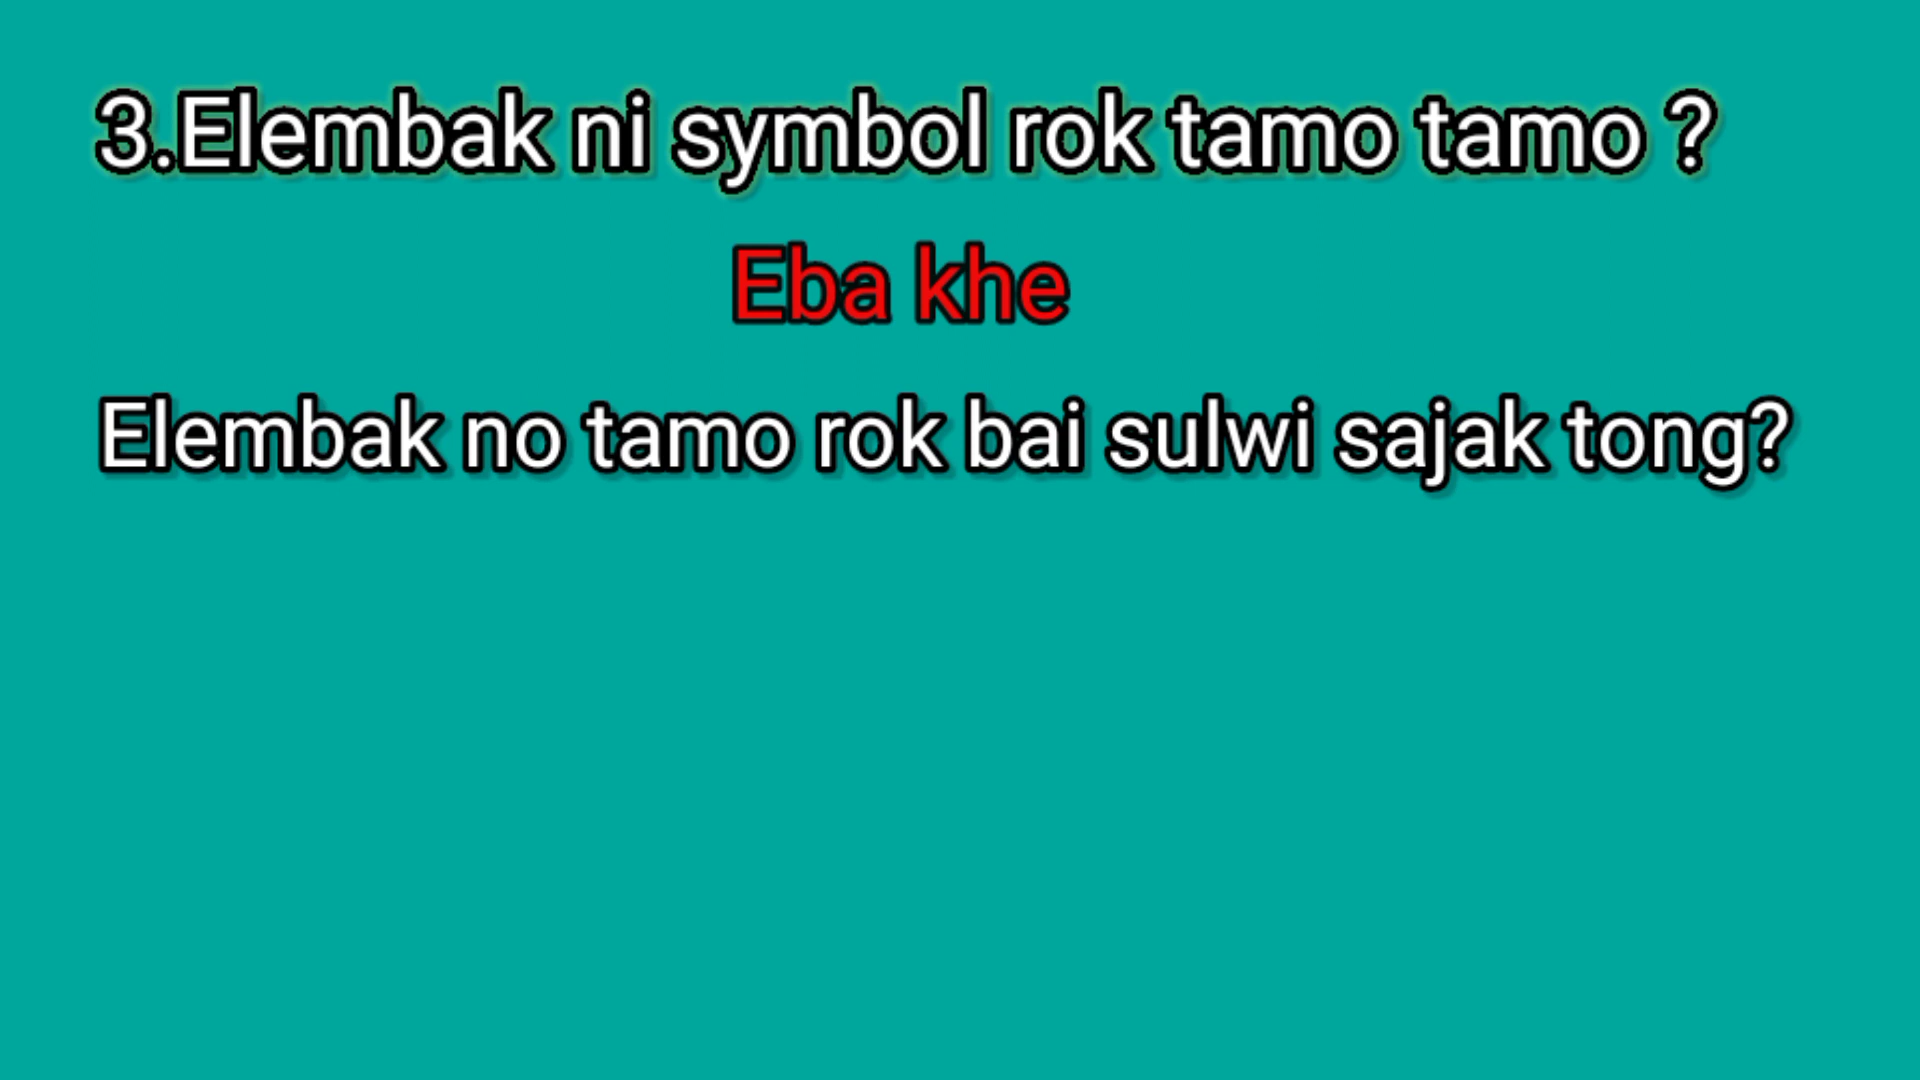 3.Elembak ni symbol rok tamo tamo ?
Eba khe
Elembak no tamo rok bai sulwi sajak tong?